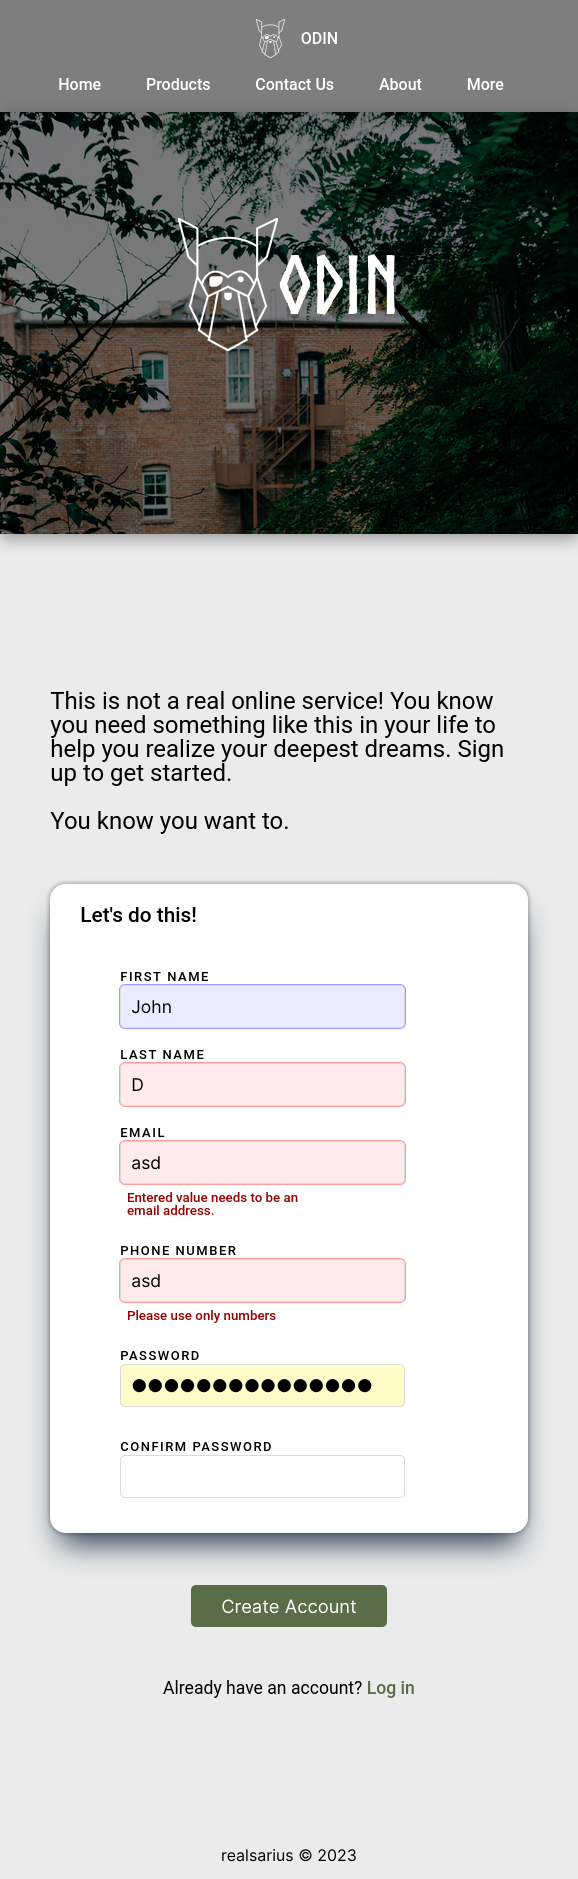 ODIN
Home Products Contact Us About More
ODIN
This is not a real online service! You know
you need something like this in your life to
help you realize your deepest dreams. Sign
up to get started.
You know you want to.
Let's do this!
FIRST NAME
John
LAST NAME
D
EMAIL
asd
Entered value needs to be an
email address.
PHONE NUMBER
asd
Please use only numbers
PASSWORD
●●●●●●●●●●●●●●●
CONFIRM PASSWORD
Create Account
Already have an account? Log in
realsarius © 2023